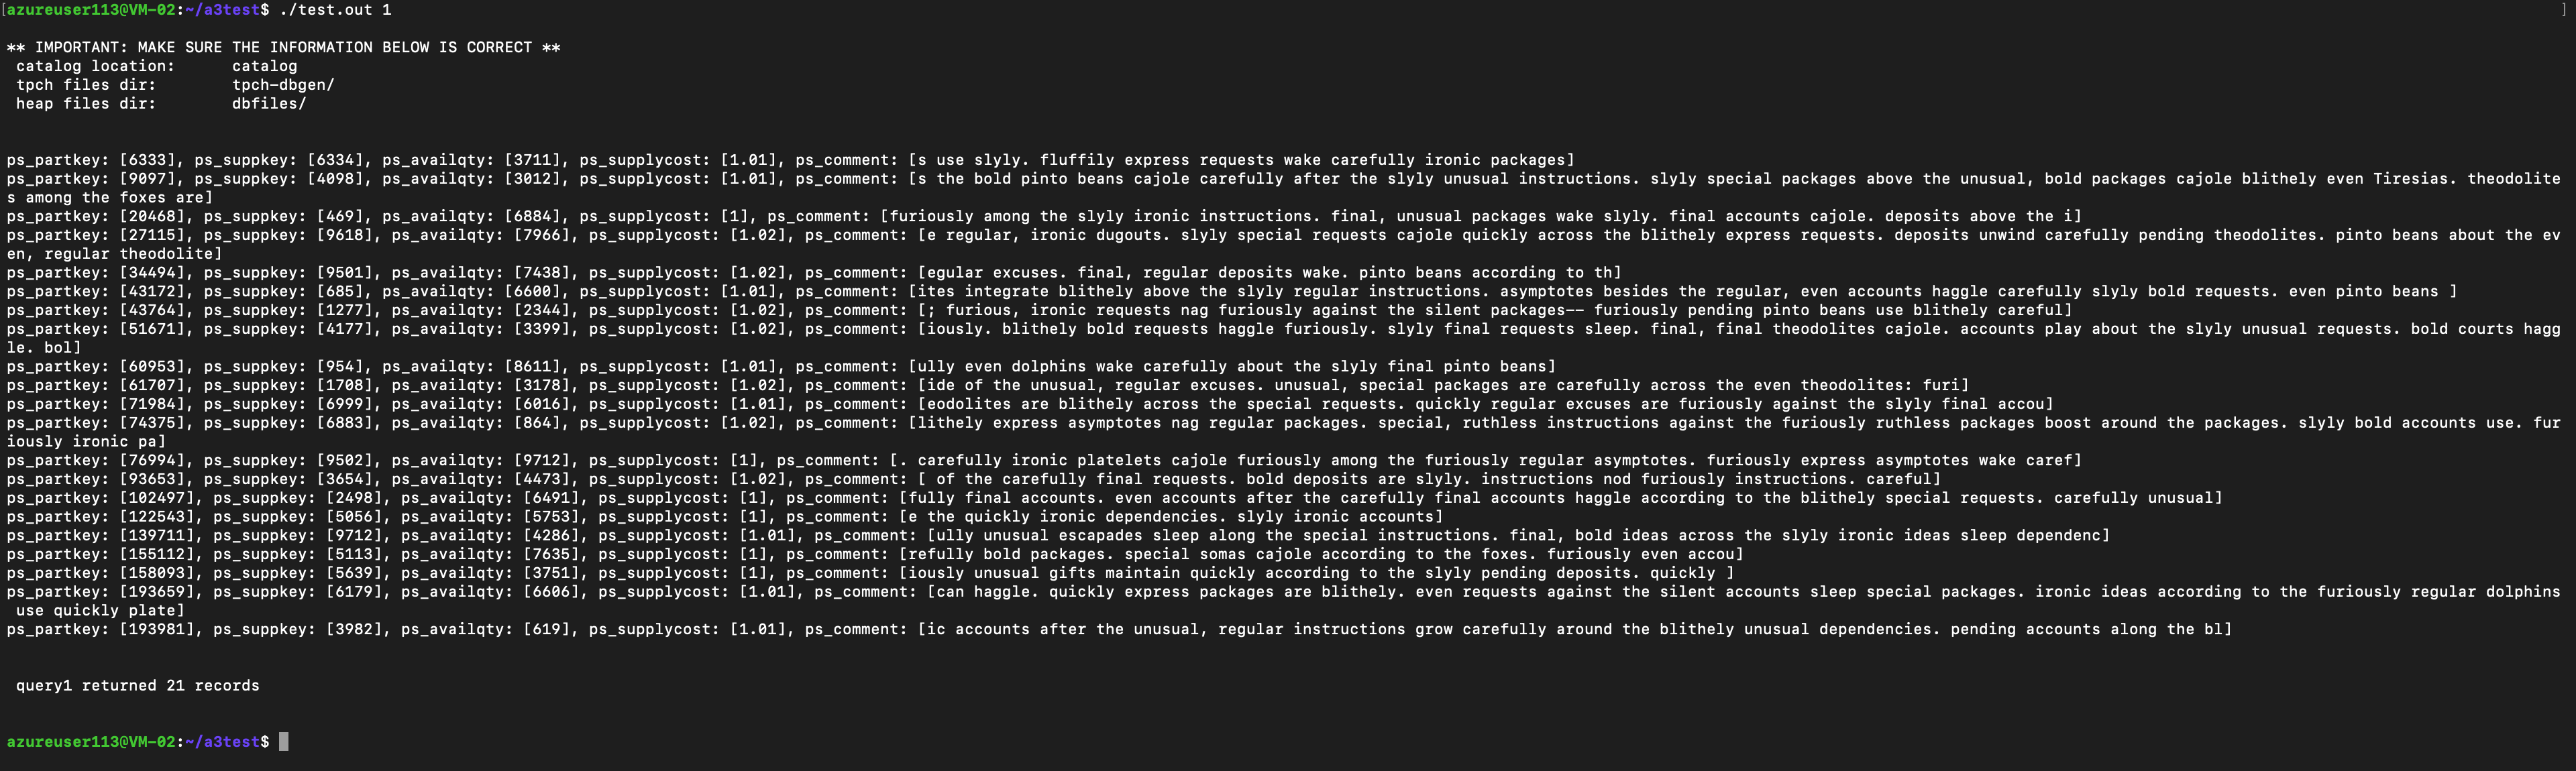 [azureuser113@VM-02:~/a3test$ ./test.out 1 ]
** IMPORTANT: MAKE SURE THE INFORMATION BELOW IS CORRECT **
 catalog location:      catalog
 tpch files dir:        tpch-dbgen/
 heap files dir:        dbfiles/
ps_partkey: [6333], ps_suppkey: [6334], ps_availqty: [3711], ps_supplycost: [1.01], ps_comment: [s use slyly. fluffily express requests wake carefully ironic packages]
ps_partkey: [9097], ps_suppkey: [4098], ps_availqty: [3012], ps_supplycost: [1.01], ps_comment: [s the bold pinto beans cajole carefully after the slyly unusual instructions. slyly special packages above the unusual, bold packages cajole blithely even Tiresias. theodolite
s among the foxes are]
ps_partkey: [20468], ps_suppkey: [469], ps_availqty: [6884], ps_supplycost: [1], ps_comment: [furiously among the slyly ironic instructions. final, unusual packages wake slyly. final accounts cajole. deposits above the i]
ps_partkey: [27115], ps_suppkey: [9618], ps_availqty: [7966], ps_supplycost: [1.02], ps_comment: [e regular, ironic dugouts. slyly special requests cajole quickly across the blithely express requests. deposits unwind carefully pending theodolites. pinto beans about the ev
en, regular theodolite]
ps_partkey: [34494], ps_suppkey: [9501], ps_availqty: [7438], ps_supplycost: [1.02], ps_comment: [egular excuses. final, regular deposits wake. pinto beans according to th]
ps_partkey: [43172], ps_suppkey: [685], ps_availqty: [6600], ps_supplycost: [1.01], ps_comment: [ites integrate blithely above the slyly regular instructions. asymptotes besides the regular, even accounts haggle carefully slyly bold requests. even pinto beans ]
ps_partkey: [43764], ps_suppkey: [1277], ps_availqty: [2344], ps_supplycost: [1.02], ps_comment: [; furious, ironic requests nag furiously against the silent packages-- furiously pending pinto beans use blithely careful]
ps_partkey: [51671], ps_suppkey: [4177], ps_availqty: [3399], ps_supplycost: [1.02], ps_comment: [iously. blithely bold requests haggle furiously. slyly final requests sleep. final, final theodolites cajole. accounts play about the slyly unusual requests. bold courts hagg
le. bol]
ps_partkey: [60953], ps_suppkey: [954], ps_availqty: [8611], ps_supplycost: [1.01], ps_comment: [ully even dolphins wake carefully about the slyly final pinto beans]
ps_partkey: [61707], ps_suppkey: [1708], ps_availqty: [3178], ps_supplycost: [1.02], ps_comment: [ide of the unusual, regular excuses. unusual, special packages are carefully across the even theodolites: furi]
ps_partkey: [71984], ps_suppkey: [6999], ps_availqty: [6016], ps_supplycost: [1.01], ps_comment: [eodolites are blithely across the special requests. quickly regular excuses are furiously against the slyly final accou]
ps_partkey: [74375], ps_suppkey: [6883], ps_availqty: [864], ps_supplycost: [1.02], ps_comment: [lithely express asymptotes nag regular packages. special, ruthless instructions against the furiously ruthless packages boost around the packages. slyly bold accounts use. fur
iously ironic pa]
ps_partkey: [76994], ps_suppkey: [9502], ps_availqty: [9712], ps_supplycost: [1], ps_comment: [. carefully ironic platelets cajole furiously among the furiously regular asymptotes. furiously express asymptotes wake caref]
ps_partkey: [93653], ps_suppkey: [3654], ps_availqty: [4473], ps_supplycost: [1.02], ps_comment: [ of the carefully final requests. bold deposits are slyly. instructions nod furiously instructions. careful]
ps_partkey: [102497], ps_suppkey: [2498], ps_availqty: [6491], ps_supplycost: [1], ps_comment: [fully final accounts. even accounts after the carefully final accounts haggle according to the blithely special requests. carefully unusual]
ps_partkey: [122543], ps_suppkey: [5056], ps_availqty: [5753], ps_supplycost: [1], ps_comment: [e the quickly ironic dependencies. slyly ironic accounts]
ps_partkey: [139711], ps_suppkey: [9712], ps_availqty: [4286], ps_supplycost: [1.01], ps_comment: [ully unusual escapades sleep along the special instructions. final, bold ideas across the slyly ironic ideas sleep dependenc]
ps_partkey: [155112], ps_suppkey: [5113], ps_availqty: [7635], ps_supplycost: [1], ps_comment: [refully bold packages. special somas cajole according to the foxes. furiously even accou]
ps_partkey: [158093], ps_suppkey: [5639], ps_availqty: [3751], ps_supplycost: [1], ps_comment: [iously unusual gifts maintain quickly according to the slyly pending deposits. quickly ]
ps_partkey: [193659], ps_suppkey: [6179], ps_availqty: [6606], ps_supplycost: [1.01], ps_comment: [can haggle. quickly express packages are blithely. even requests against the silent accounts sleep special packages. ironic ideas according to the furiously regular dolphins
 use quickly plate]
ps_partkey: [193981], ps_suppkey: [3982], ps_availqty: [619], ps_supplycost: [1.01], ps_comment: [ic accounts after the unusual, regular instructions grow carefully around the blithely unusual dependencies. pending accounts along the bl]
 query1 returned 21 records
azureuser113@VM-02:~/a3test$